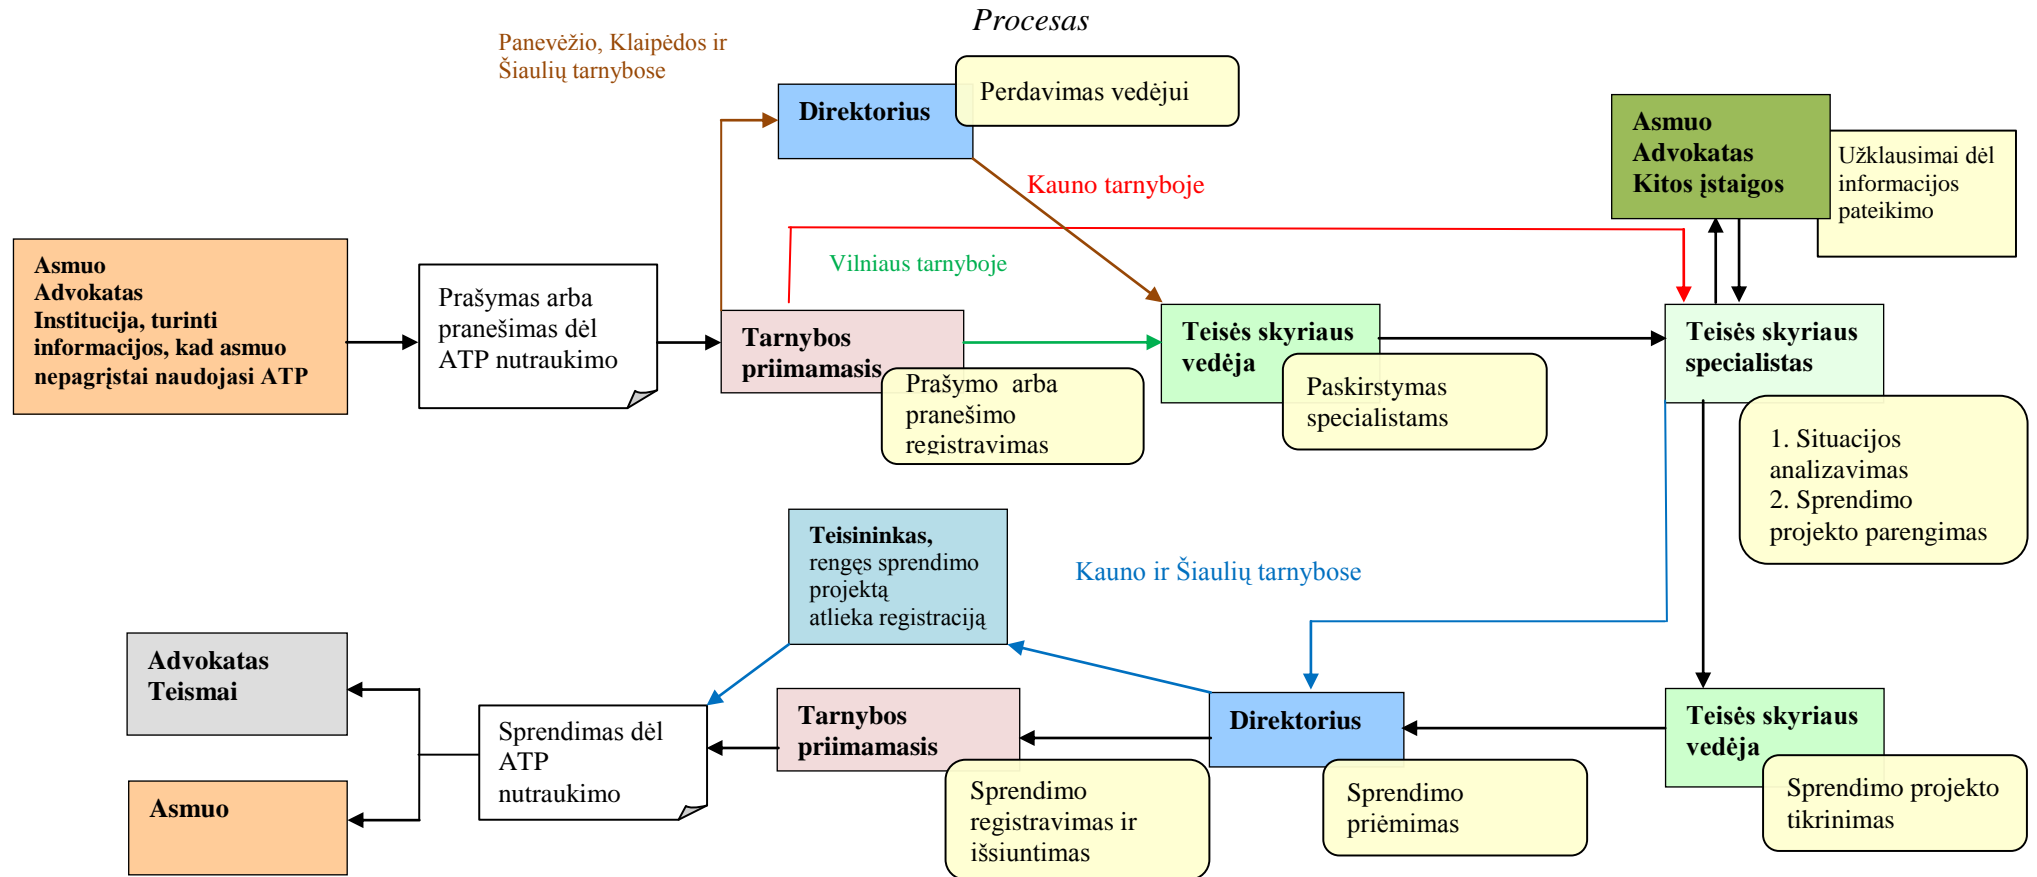 Procesas
Panevėžio, Klaipėdos ir
Šiaulių tarnybose
Direktorius
Perdavimas vedėjui
Asmuo
Advokatas
Kitos įstaigos
Užklausimai dėl
informacijos
pateikimo
Kauno tarnyboje
Vilniaus tarnyboje
Asmuo
Advokatas
Institucija, turinti
informacijos, kad asmuo
nepagrįstai naudojasi ATP
Prašymas arba
pranešimas dėl
ATP nutraukimo
Tarnybos
priimamasis
Prašymo  arba
pranešimo
registravimas
Teisės skyriaus
vedėja
Paskirstymas
specialistams
Teisės skyriaus
specialistas
1. Situacijos
analizavimas
2. Sprendimo
projekto parengimas
Teisininkas,
rengęs sprendimo
projektą
atlieka registraciją
Kauno ir Šiaulių tarnybose
Advokatas
Teismai
Asmuo
Sprendimas dėl
ATP
nutraukimo
Tarnybos
priimamasis
Sprendimo
registravimas ir
išsiuntimas
Direktorius
Sprendimo
priėmimas
Teisės skyriaus
vedėja
Sprendimo projekto
tikrinimas